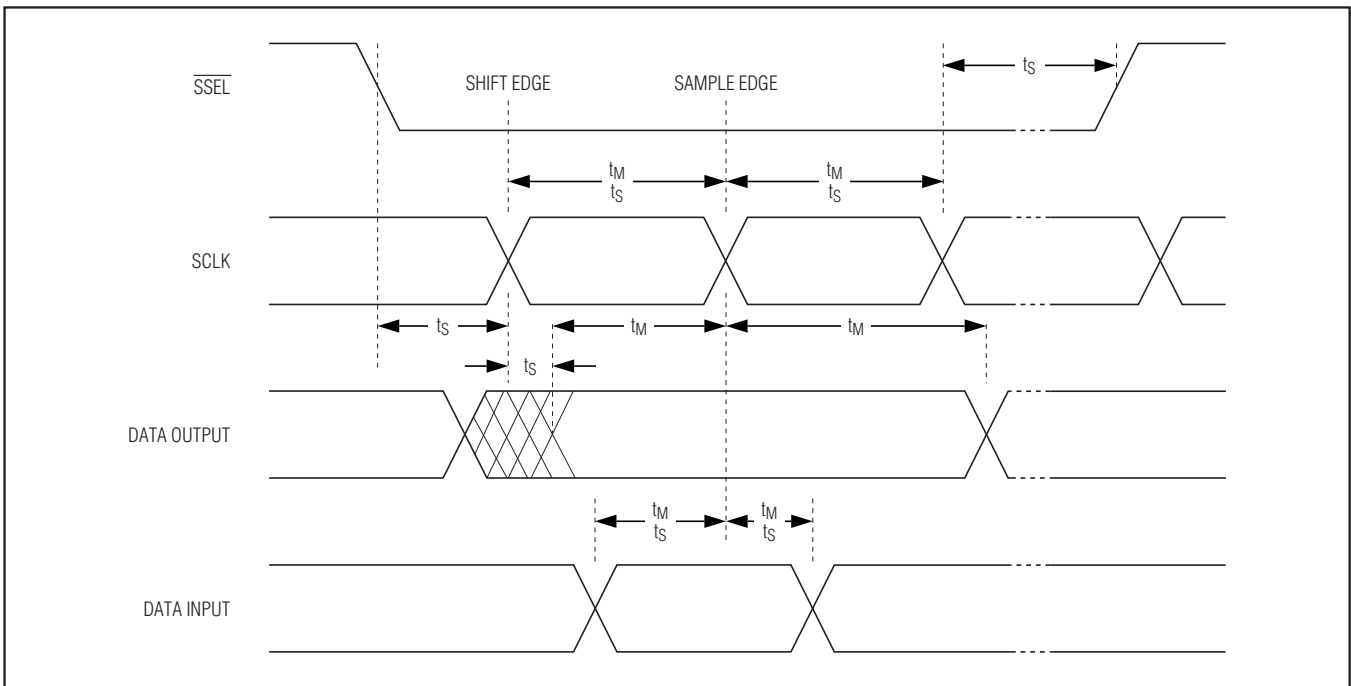 tS
SSEL
SHIFT EDGE
SAMPLE EDGE
tM
tS
tM
tS
SCLK
tS
tM
tM
tS
DATA OUTPUT
tM
tS
tM
tS
DATA INPUT